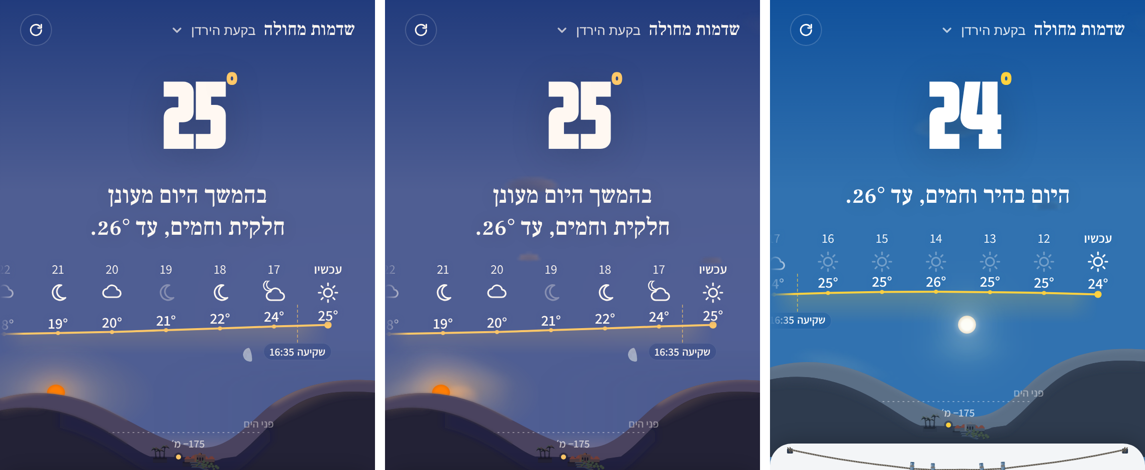 שדמות מחולה בקעת הירדן
25°
בהמשך היום מעונן
חלקית וחמים, עד 26°.
עכשיו 17 18 19 20 21
25° 24° 22° 21° 20° 19°
שקיעה 16:35
פני הים
−175 מ'
שדמות מחולה בקעת הירדן
25°
בהמשך היום מעונן
חלקית וחמים, עד 26°.
עכשיו 17 18 19 20 21
25° 24° 22° 21° 20° 19°
שקיעה 16:35
פני הים
−175 מ'
שדמות מחולה בקעת הירדן
24°
היום בהיר וחמים, עד 26°.
עכשיו 12 13 14 15 16
24° 25° 25° 26° 25° 25°
שקיעה 16:35
פני הים
−175 מ'